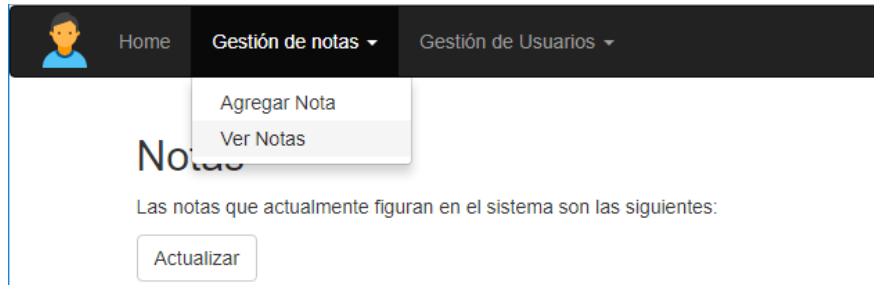 Home Gestión de notas Gestión de Usuarios
Agregar Nota
Ver Notas
Notas
Las notas que actualmente figuran en el sistema son las siguientes:
Actualizar